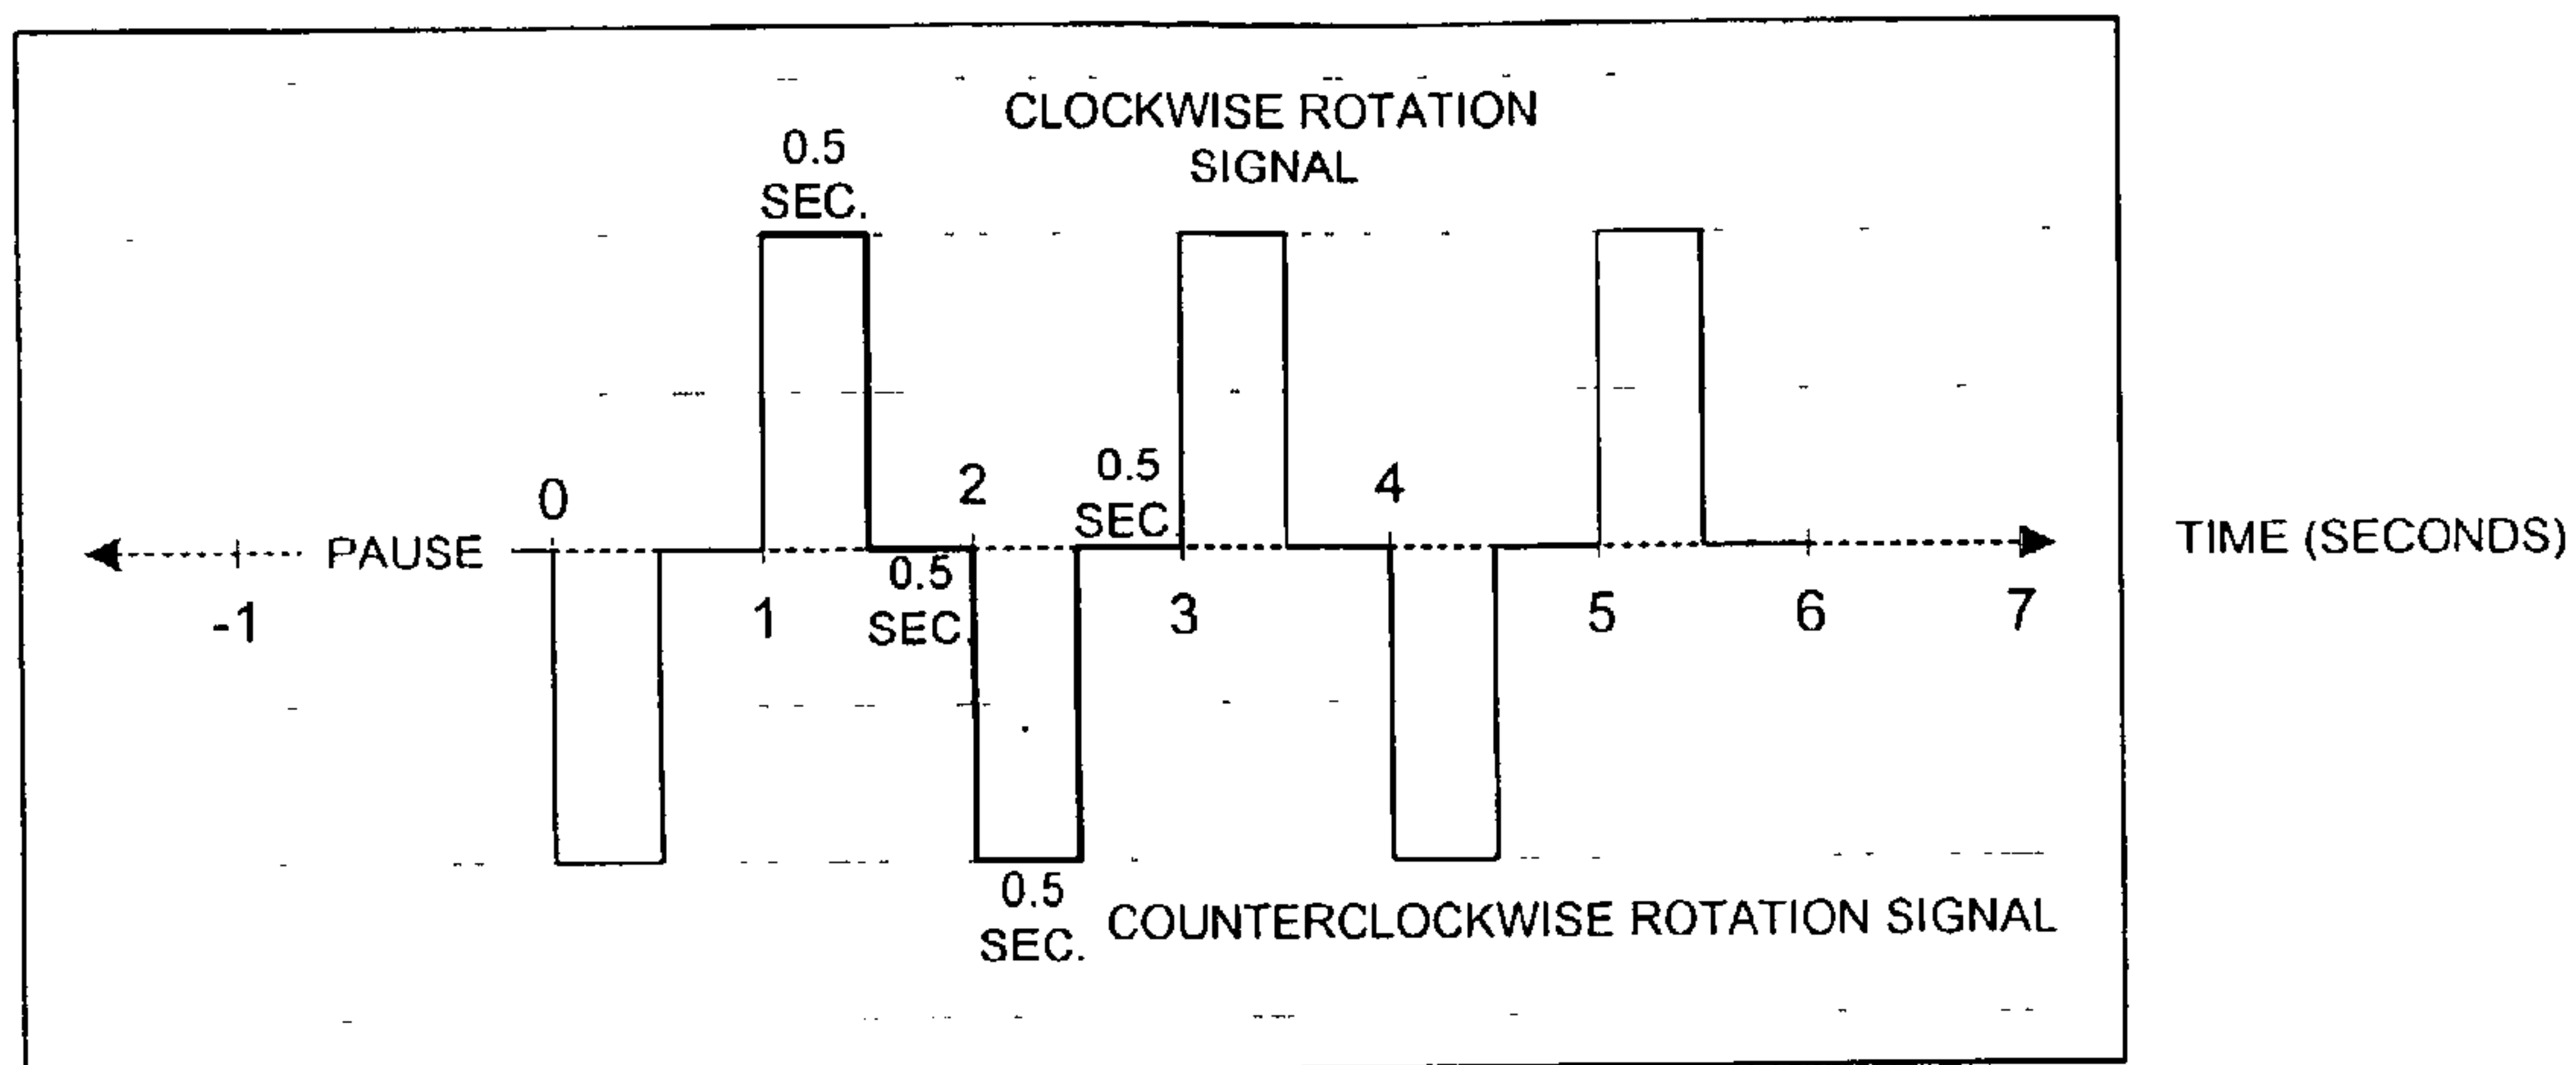 CLOCKWISE ROTATION
SIGNAL
0.5
SEC.
0
2
0.5
SEC.
4
PAUSE
TIME (SECONDS)
0.5
SEC.
-1
1
3
5
6
7
0.5
SEC.
COUNTERCLOCKWISE ROTATION SIGNAL